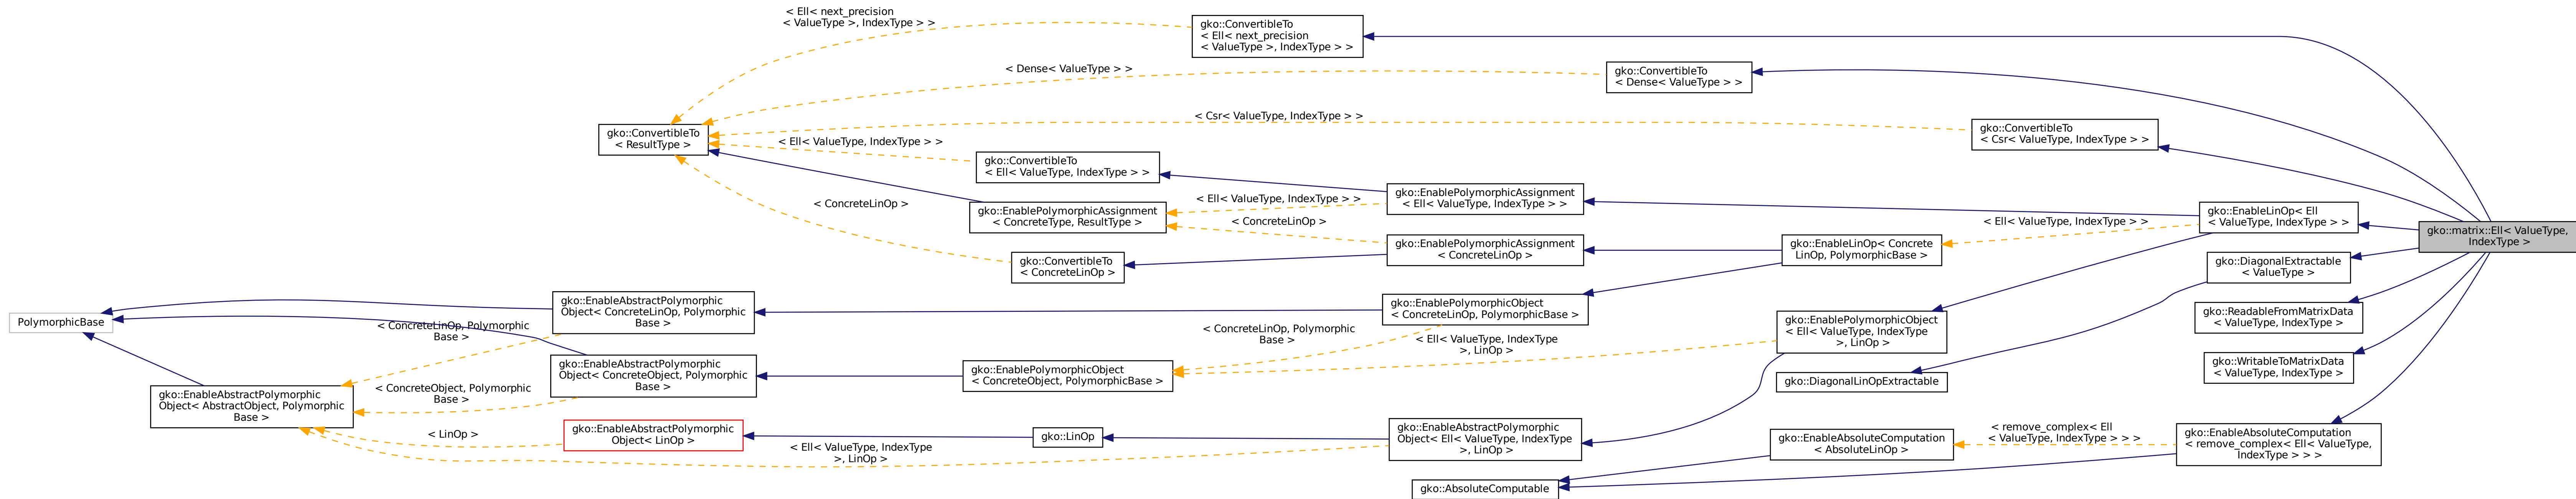 < Ell< next_precision
< ValueType >, IndexType > >
gko::ConvertibleTo
< Ell< next_precision
< ValueType >, IndexType > >
< Dense< ValueType > >
gko::ConvertibleTo
< Dense< ValueType > >
gko::ConvertibleTo
< ResultType >
< Csr< ValueType, IndexType > >
gko::ConvertibleTo
< Csr< ValueType, IndexType > >
< Ell< ValueType, IndexType > >
gko::ConvertibleTo
< Ell< ValueType, IndexType > >
gko::EnablePolymorphicAssignment
< ConcreteType, ResultType >
< ConcreteLinOp >
< Ell< ValueType, IndexType > >
< ConcreteLinOp >
gko::EnablePolymorphicAssignment
< Ell< ValueType, IndexType > >
gko::EnablePolymorphicAssignment
< ConcreteLinOp >
gko::ConvertibleTo
< ConcreteLinOp >
gko::EnableLinOp< Concrete
LinOp, PolymorphicBase >
< Ell< ValueType, IndexType > >
gko::EnableLinOp< Ell
< ValueType, IndexType > >
gko::matrix::Ell< ValueType,
IndexType >
gko::DiagonalExtractable
< ValueType >
gko::ReadableFromMatrixData
< ValueType, IndexType >
gko::WritableToMatrixData
< ValueType, IndexType >
PolymorphicBase
gko::EnableAbstractPolymorphic
Object< ConcreteLinOp, Polymorphic
Base >
< ConcreteLinOp, Polymorphic
Base >
gko::EnablePolymorphicObject
< ConcreteLinOp, PolymorphicBase >
< ConcreteLinOp, Polymorphic
Base >
< Ell< ValueType, IndexType
>, LinOp >
gko::EnablePolymorphicObject
< Ell< ValueType, IndexType
>, LinOp >
gko::EnableAbstractPolymorphic
Object< ConcreteObject, Polymorphic
Base >
gko::EnablePolymorphicObject
< ConcreteObject, PolymorphicBase >
gko::DiagonalLinOpExtractable
gko::EnableAbstractPolymorphic
Object< AbstractObject, Polymorphic
Base >
< ConcreteObject, Polymorphic
Base >
< LinOp >
gko::EnableAbstractPolymorphic
Object< LinOp >
gko::LinOp
< Ell< ValueType, IndexType
>, LinOp >
gko::EnableAbstractPolymorphic
Object< Ell< ValueType, IndexType
>, LinOp >
gko::EnableAbsoluteComputation
< AbsoluteLinOp >
< remove_complex< Ell
< ValueType, IndexType > > >
gko::EnableAbsoluteComputation
< remove_complex< Ell< ValueType,
IndexType > > >
gko::AbsoluteComputable